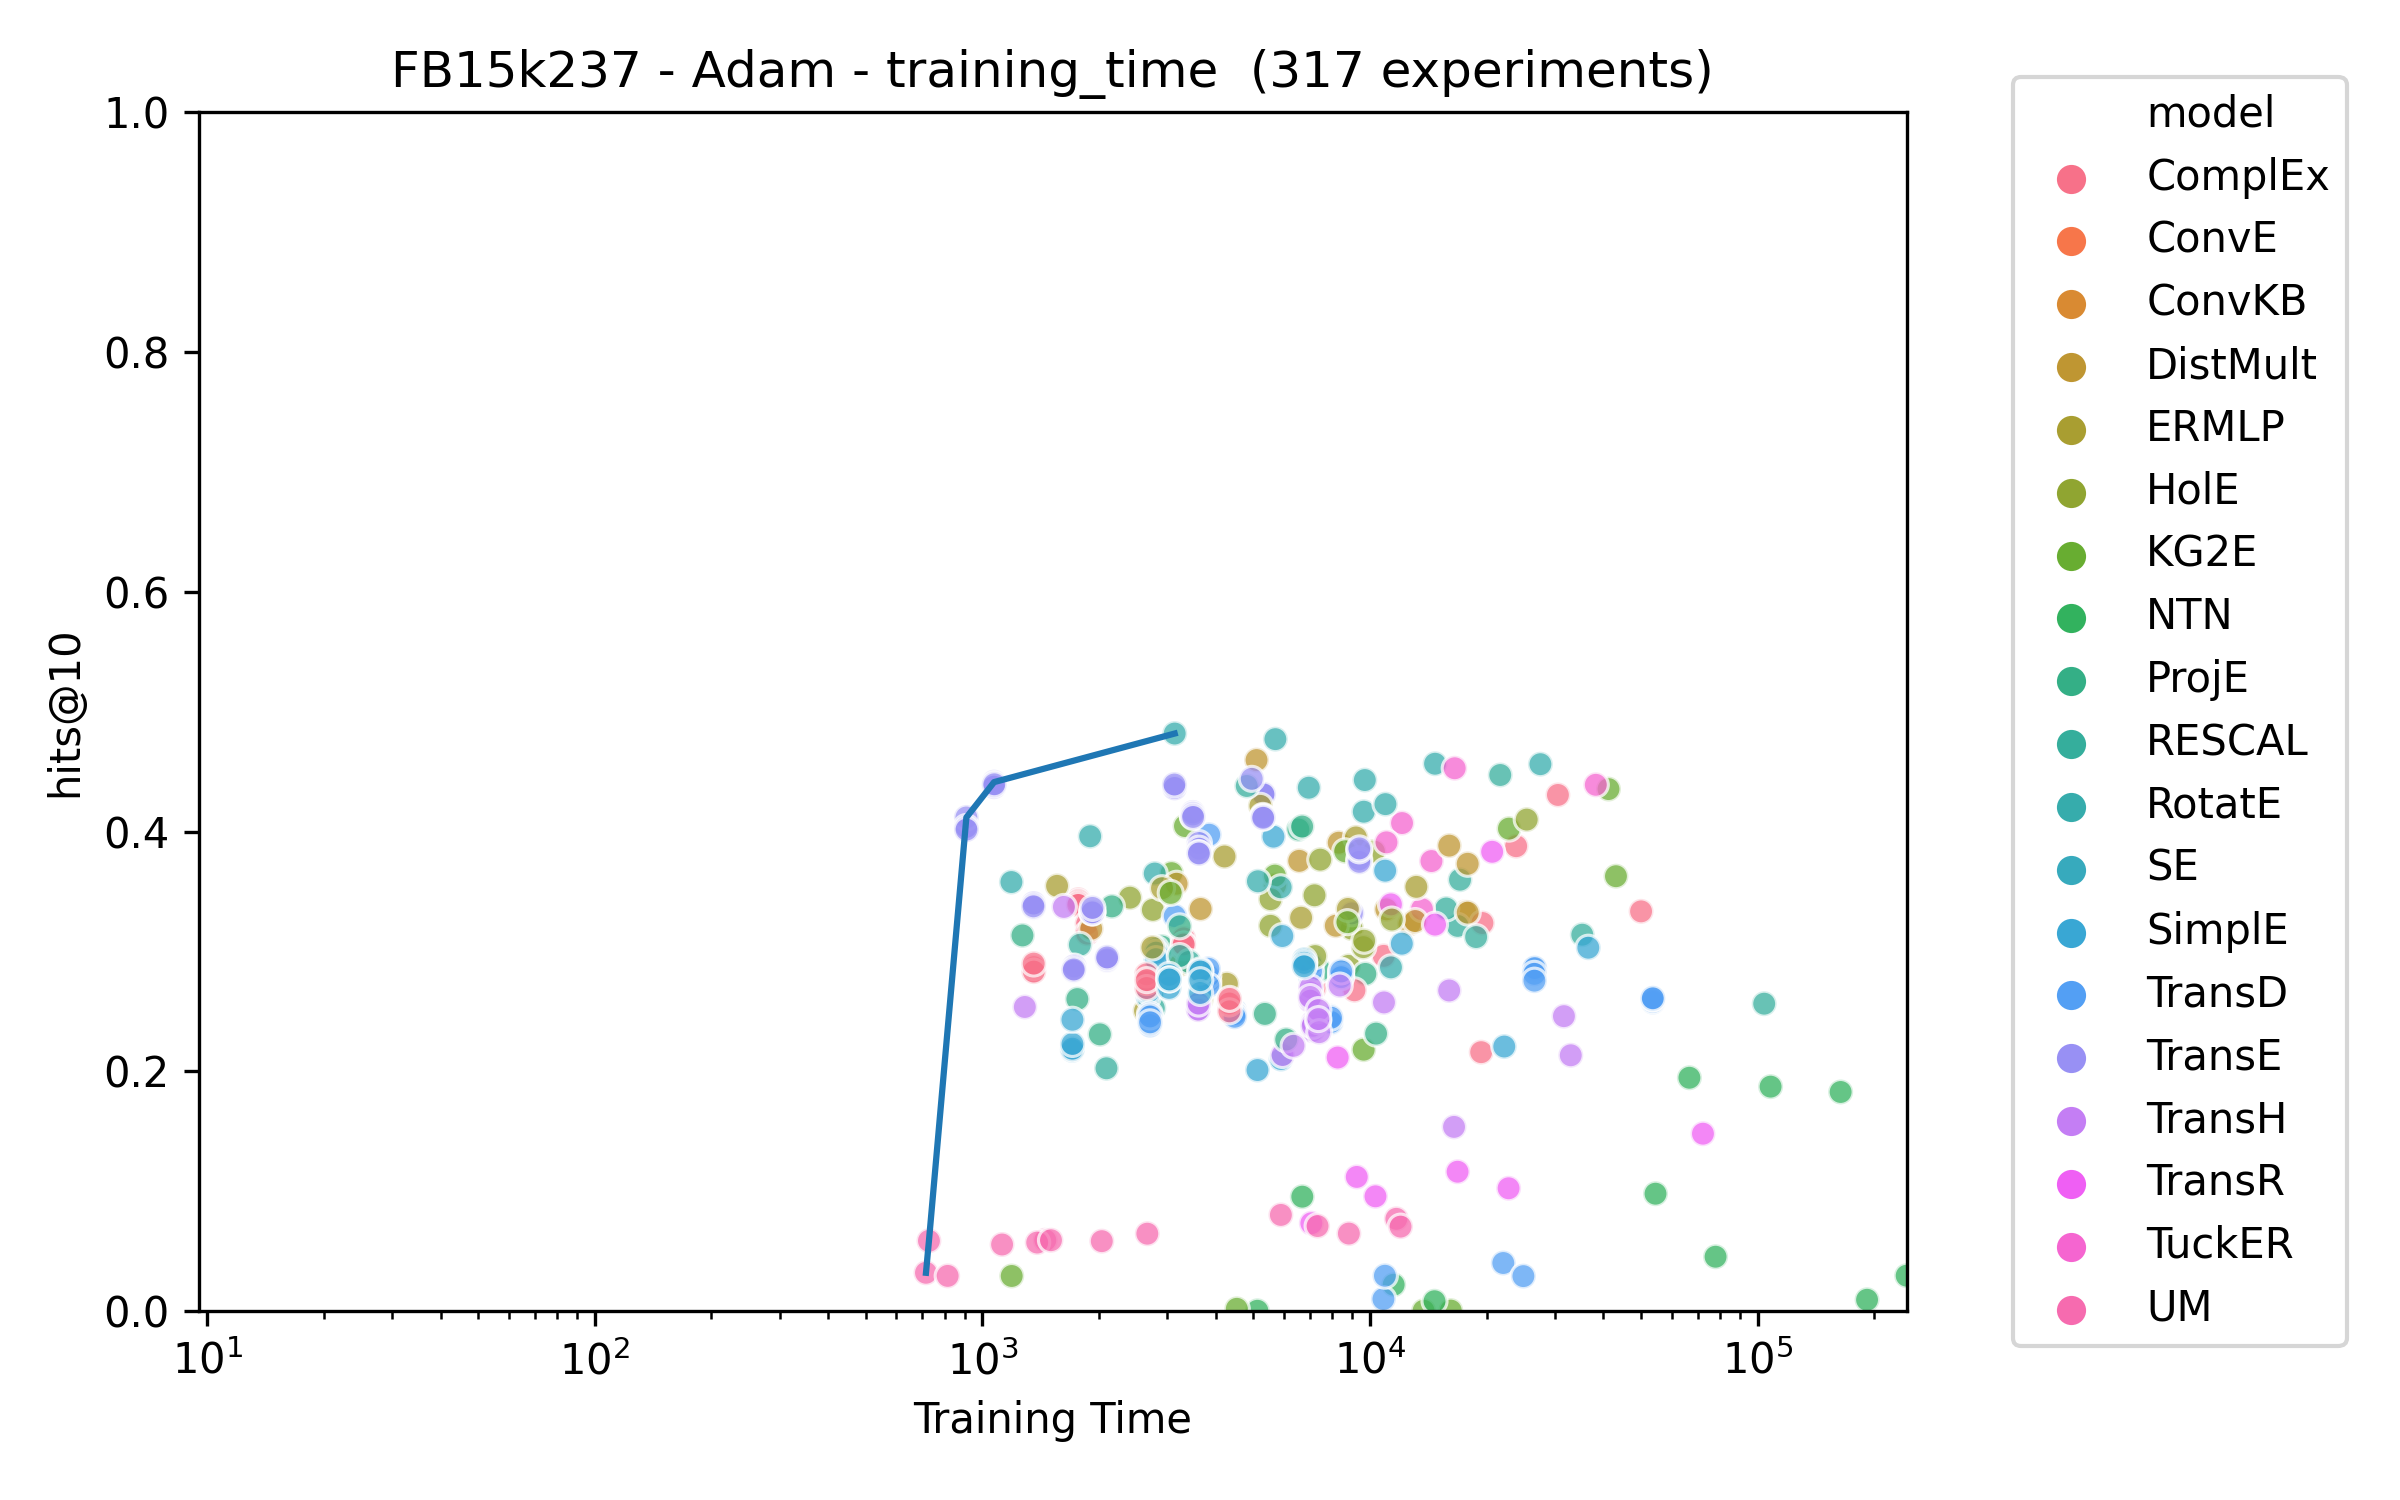 FB15k237 - Adam - training_time  (317 experiments)
1.0
0.8
0.6
0.4
0.2
0.0
hits@10
10¹
10²
10³
10⁴
10⁵
Training Time
model
ComplEx
ConvE
ConvKB
DistMult
ERMLP
HolE
KG2E
NTN
ProjE
RESCAL
RotatE
SE
SimplE
TransD
TransE
TransH
TransR
TuckER
UM